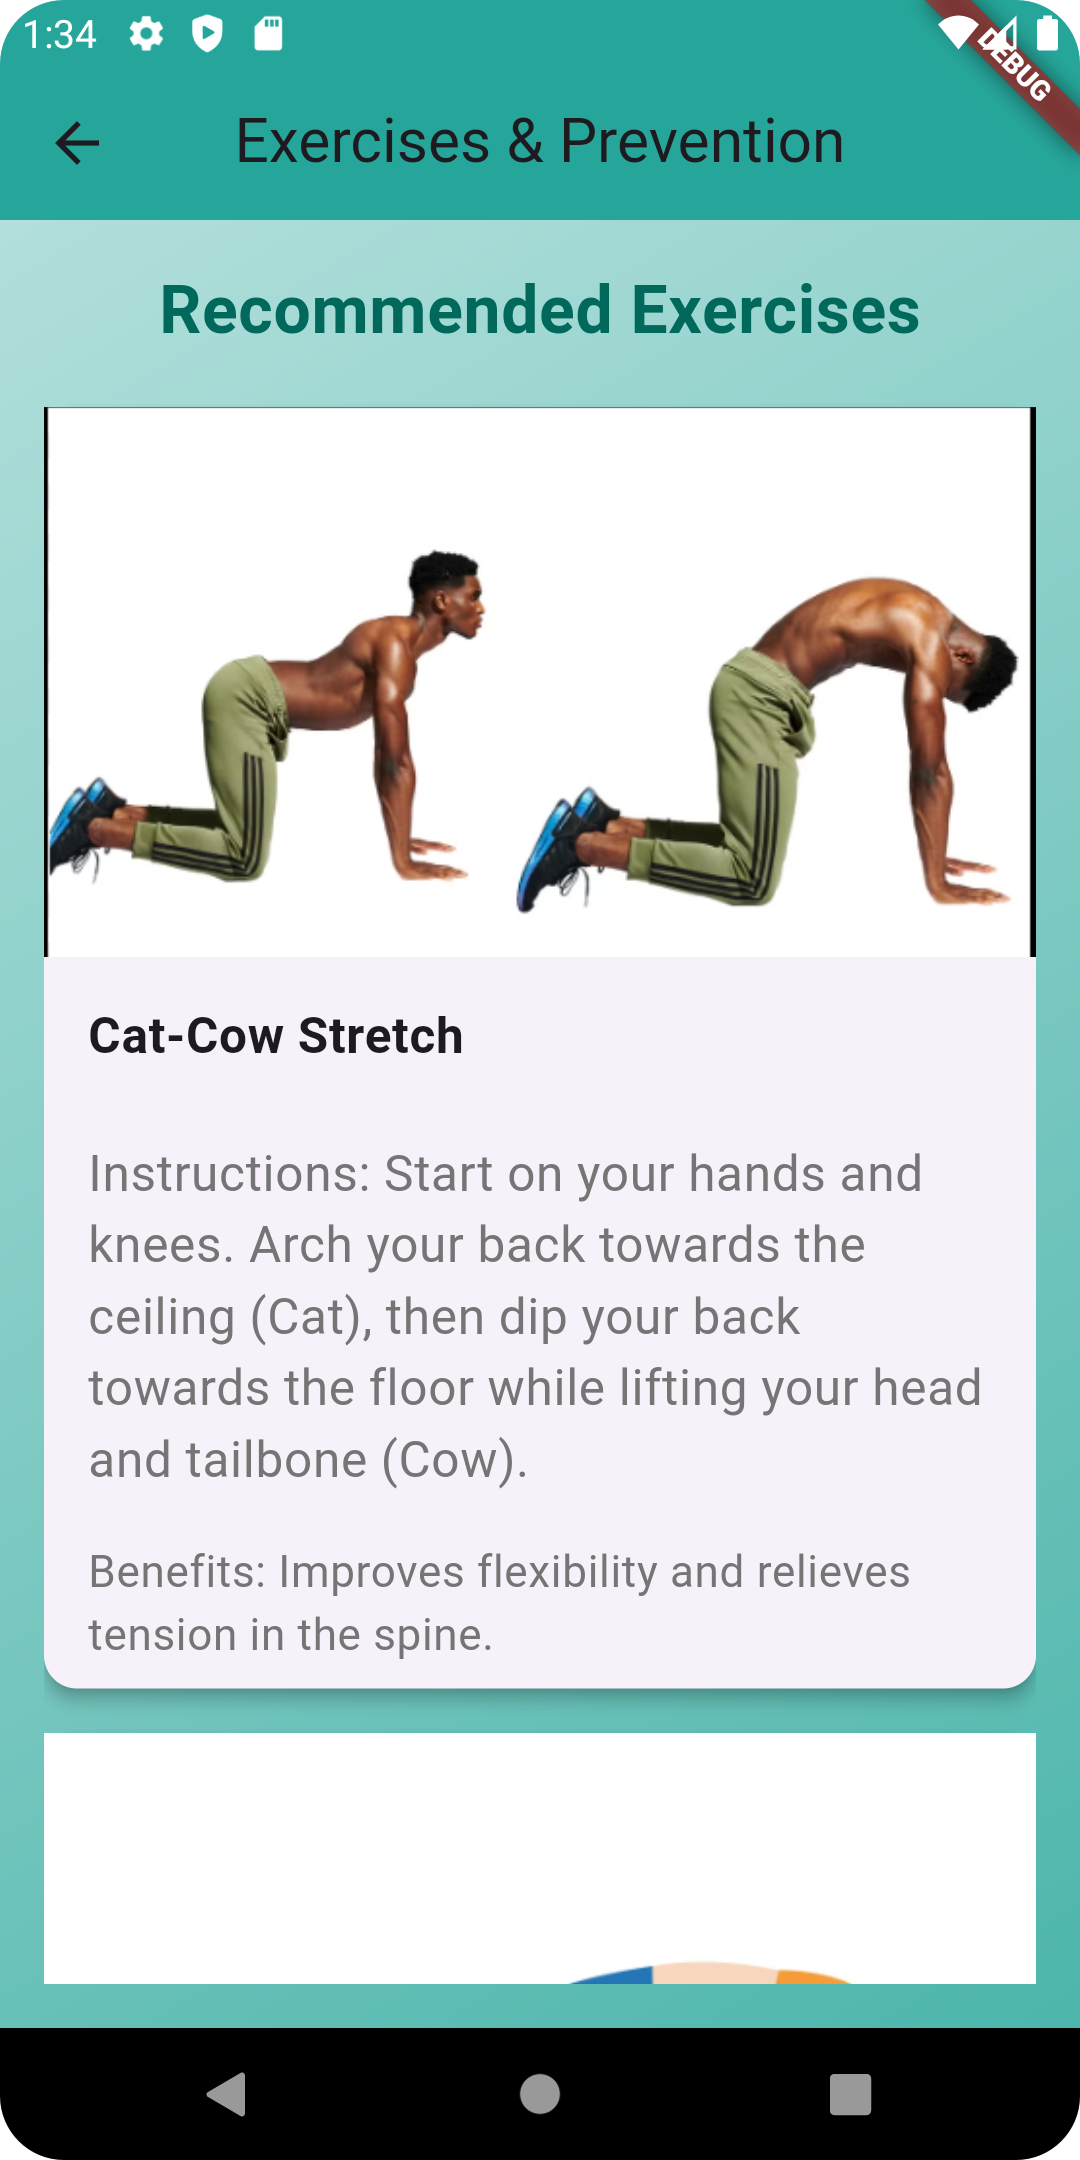 1:34
DEBUG
Exercises & Prevention
Recommended Exercises
Cat-Cow Stretch
Instructions: Start on your hands and
knees. Arch your back towards the
ceiling (Cat), then dip your back
towards the floor while lifting your head
and tailbone (Cow).
Benefits: Improves flexibility and relieves
tension in the spine.